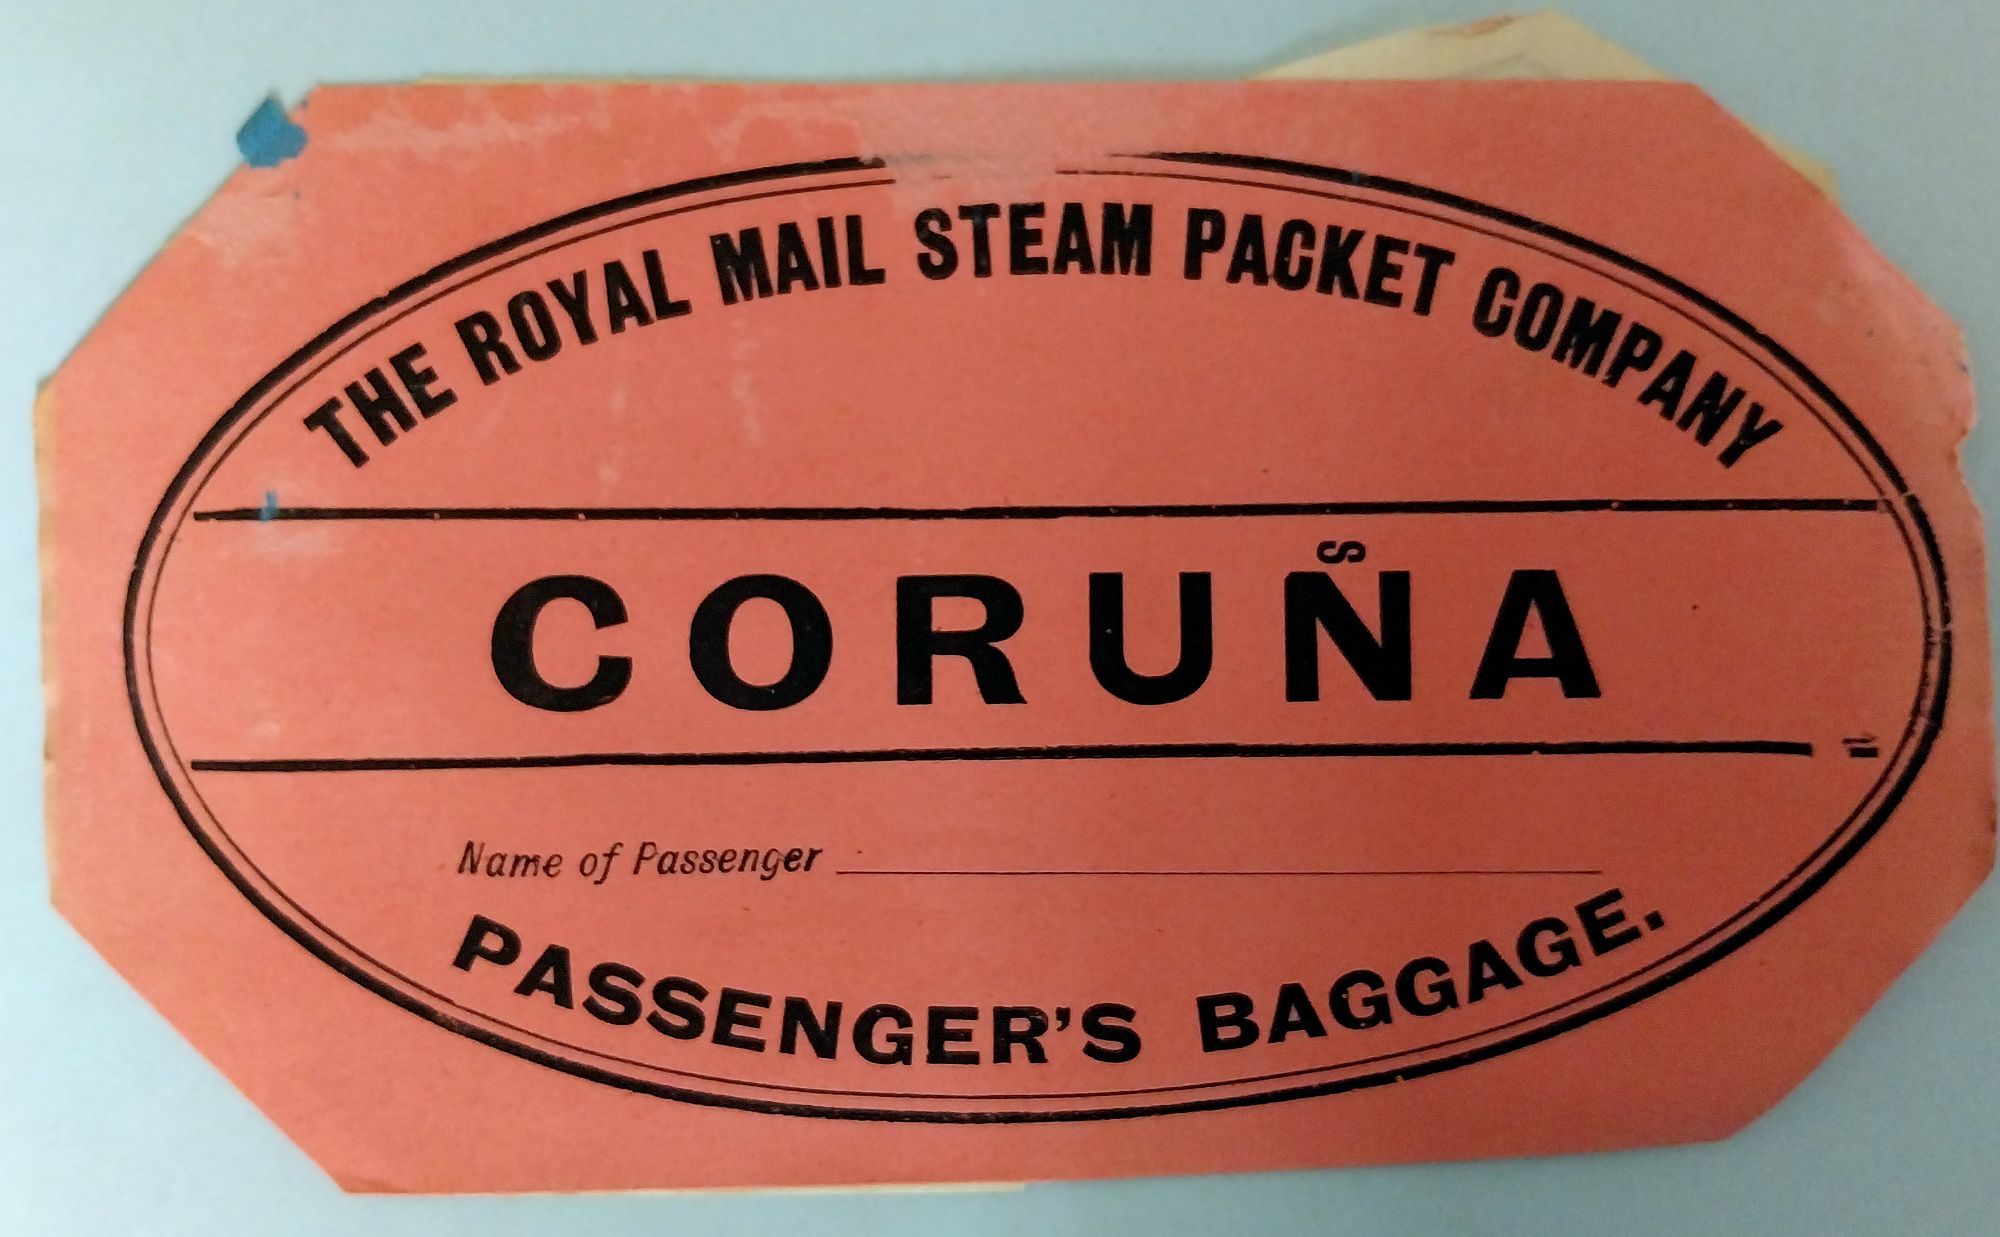 THE ROYAL MAIL STEAM PACKET COMPANY
CORUÑA
Name of Passenger
PASSENGER'S BAGGAGE.